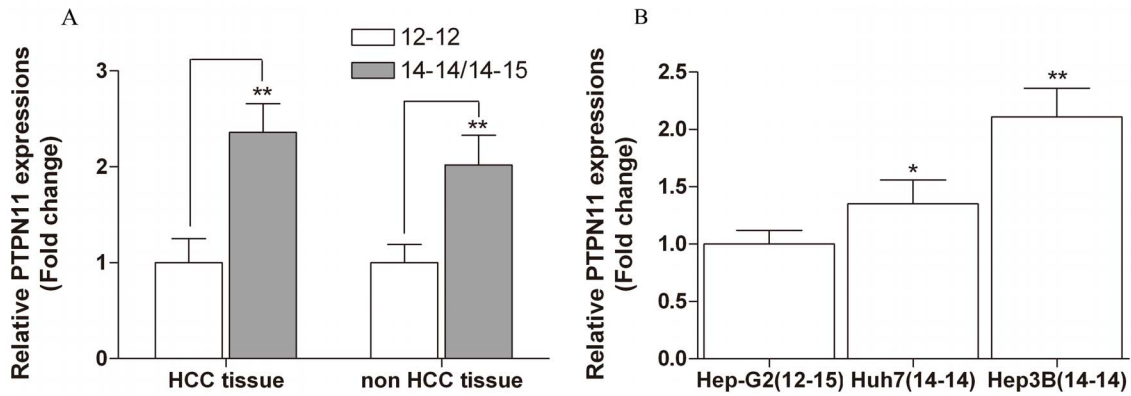 A
Relative PTPN11 expressions
(Fold change)
3
2
1
0
12-12
14-14/14-15
**
**
HCC tissue
non HCC tissue
B
Relative PTPN11 expressions
(Fold change)
2.5
2.0
1.5
1.0
0.5
0.0
*
**
Hep-G2(12-15)
Huh7(14-14)
Hep3B(14-14)